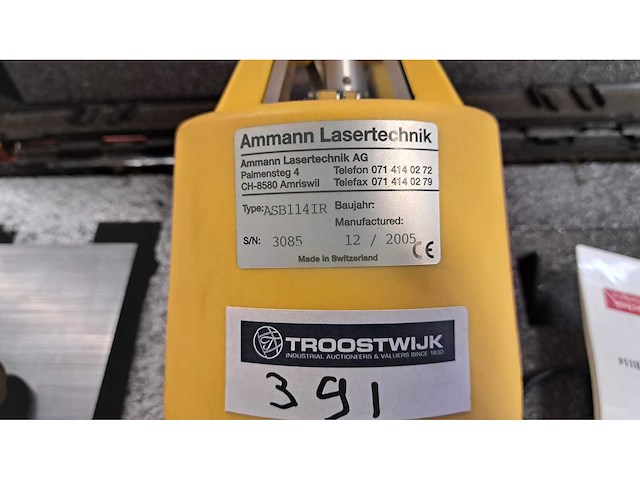 Ammann Lasertechnik
Ammann Lasertechnik AG
Palmensteg 4 Telefon 071 414 02 72
CH-8580 Amriswil Telefax 071 414 02 79
Type: ASB114IR Baujahr:
Manufactured:
S/N: 3085 12 / 2005 CE
Made in Switzerland
TROOSTWIJK
INDUSTRIAL AUCTIONEERS & VALUERS SINCE 1930
391